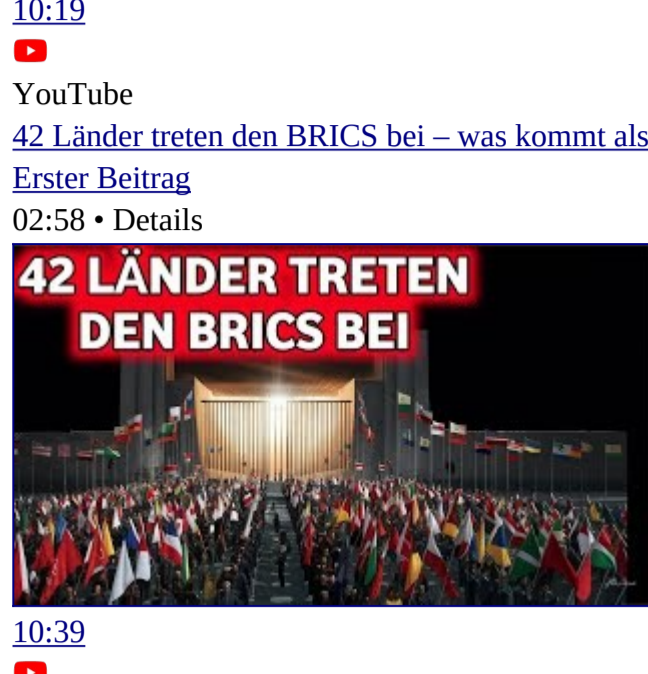 10:19
YouTube
42 Länder treten den BRICS bei – was kommt als
Erster Beitrag
02:58 • Details
42 LÄNDER TRETEN
DEN BRICS BEI
10:39